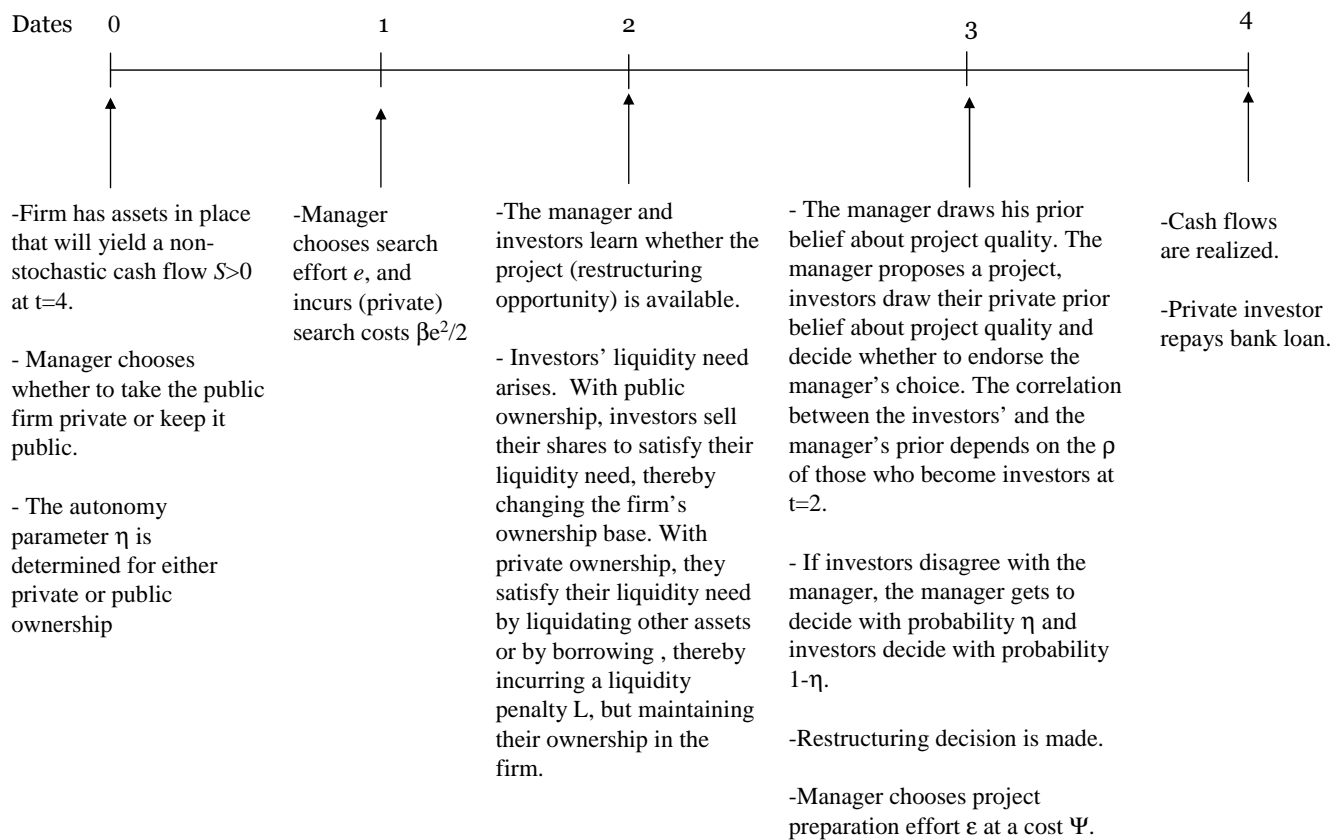 Dates 0 1 2 3 4
-Firm has assets in place
that will yield a non-
stochastic cash flow S>0
at t=4.
- Manager chooses
whether to take the public
firm private or keep it
public.
- The autonomy
parameter η is
determined for either
private or public
ownership
-Manager
chooses search
effort e, and
incurs (private)
search costs βe²/2
-The manager and
investors learn whether the
project (restructuring
opportunity) is available.
- Investors’ liquidity need
arises. With public
ownership, investors sell
their shares to satisfy their
liquidity need, thereby
changing the firm’s
ownership base. With
private ownership, they
satisfy their liquidity need
by liquidating other assets
or by borrowing , thereby
incurring a liquidity
penalty L, but maintaining
their ownership in the
firm.
- The manager draws his prior
belief about project quality. The
manager proposes a project,
investors draw their private prior
belief about project quality and
decide whether to endorse the
manager’s choice. The correlation
between the investors’ and the
manager’s prior depends on the ρ
of those who become investors at
t=2.
- If investors disagree with the
manager, the manager gets to
decide with probability η and
investors decide with probability
1-η.
-Restructuring decision is made.
-Manager chooses project
preparation effort ε at a cost Ψ.
-Cash flows
are realized.
-Private investor
repays bank loan.